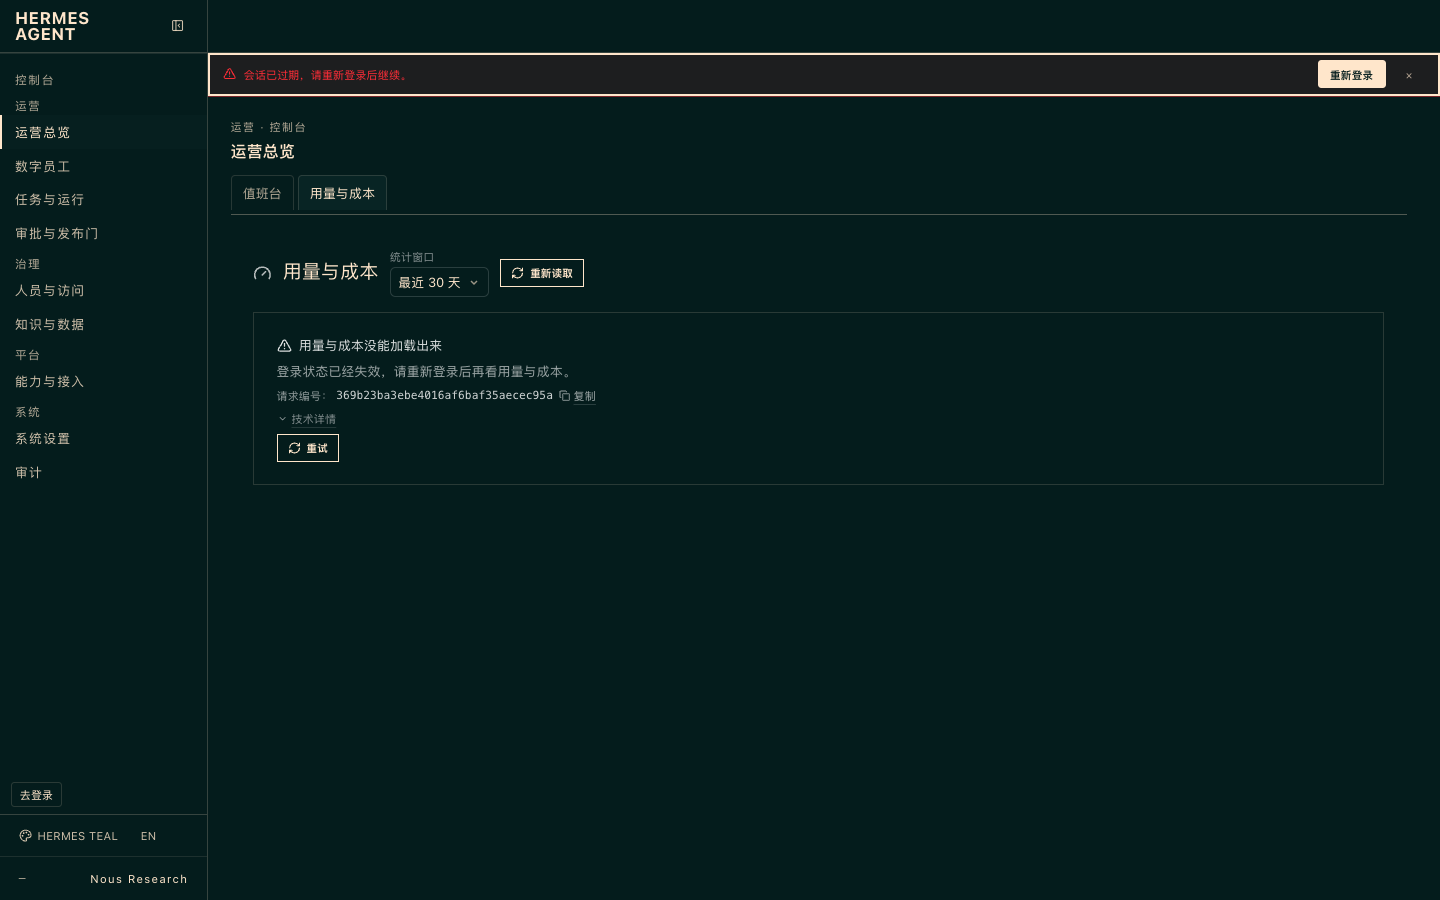 HERMES
AGENT
控制台
运营
运营总览
数字员工
任务与运行
审批与发布门
治理
人员与访问
知识与数据
平台
能力与接入
系统
系统设置
审计
去登录
HERMES TEAL EN
— Nous Research
会话已过期，请重新登录后继续。
重新登录 ×
运营 · 控制台
运营总览
值班台 用量与成本
用量与成本
统计窗口
最近 30 天
重新读取
用量与成本没能加载出来
登录状态已经失效，请重新登录后再看用量与成本。
请求编号： 369b23ba3ebe4016af6baf35aecec95a 复制
技术详情
重试